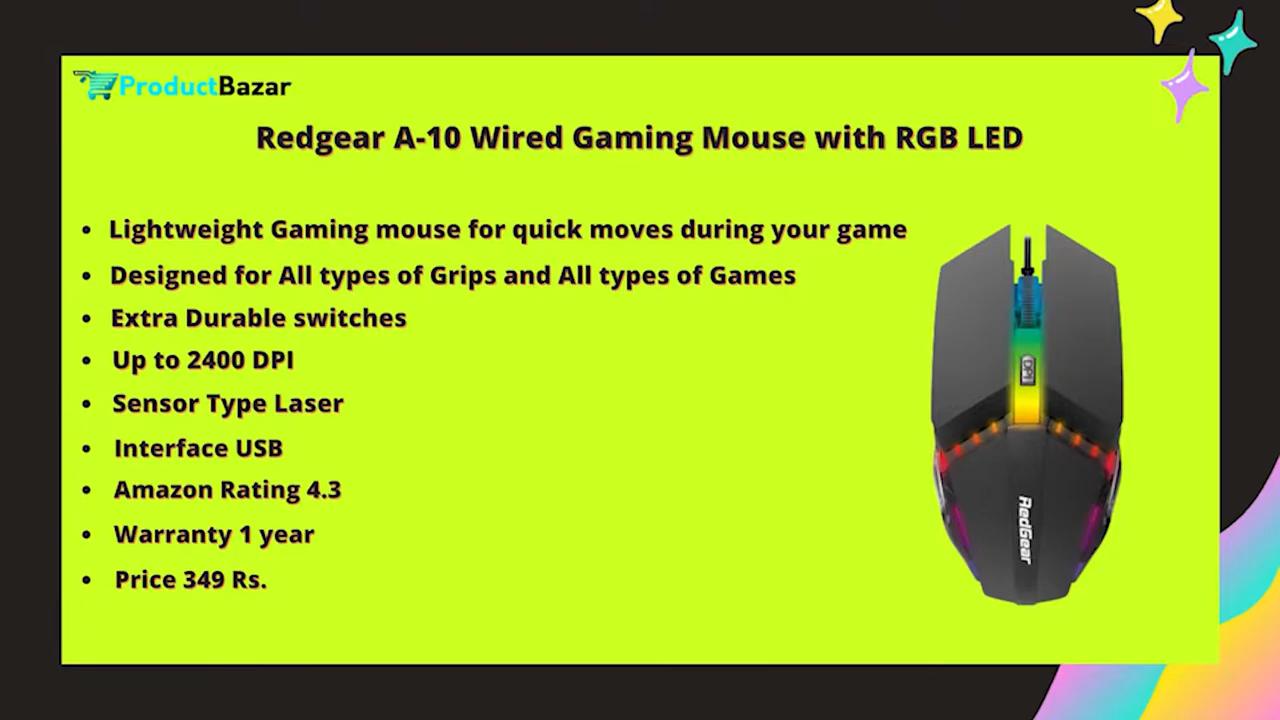 ProductBazar
Redgear A-10 Wired Gaming Mouse with RGB LED
• Lightweight Gaming mouse for quick moves during your game
• Designed for All types of Grips and All types of Games
• Extra Durable switches
• Up to 2400 DPI
• Sensor Type Laser
• Interface USB
• Amazon Rating 4.3
• Warranty 1 year
• Price 349 Rs.
DPI
RedGear